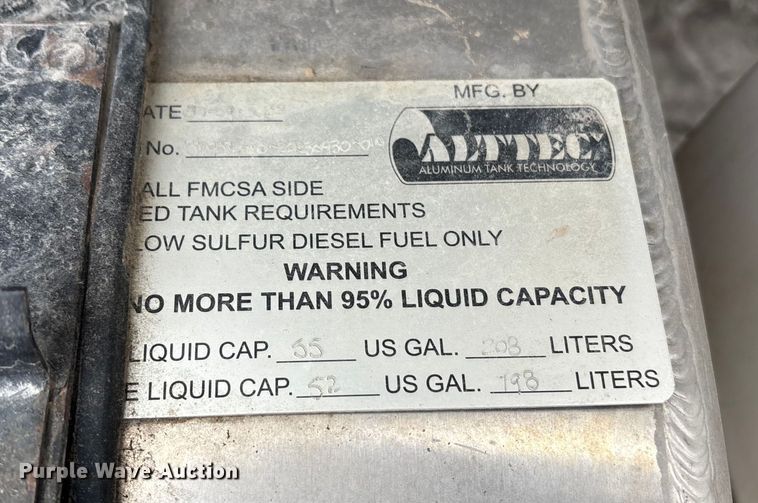 MFG. BY
ATE
ALTTEC
ALUMINUM TANK TECHNOLOGY
No.
ALL FMCSA SIDE
ED TANK REQUIREMENTS
LOW SULFUR DIESEL FUEL ONLY
WARNING
NO MORE THAN 95% LIQUID CAPACITY
LIQUID CAP. 55 US GAL. 208 LITERS
E LIQUID CAP. 52 US GAL. 198 LITERS
Purple Wave Auction